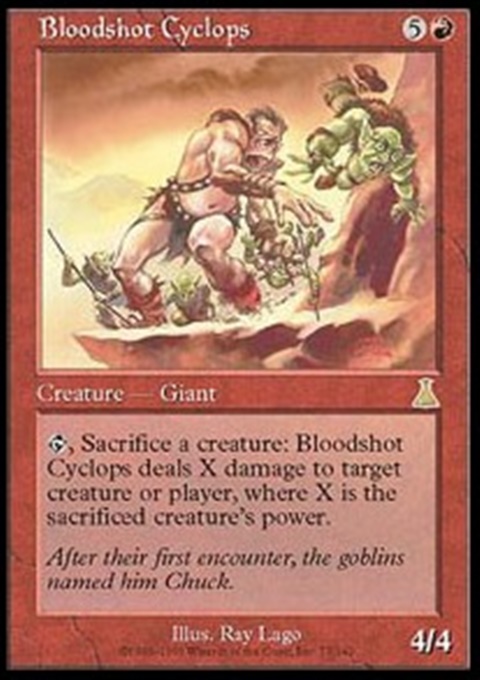 Bloodshot Cyclops 5
Creature — Giant
, Sacrifice a creature: Bloodshot
Cyclops deals X damage to target
creature or player, where X is the
sacrificed creature's power.
After their first encounter, the goblins
named him Chuck.
Illus. Ray Lago
4/4